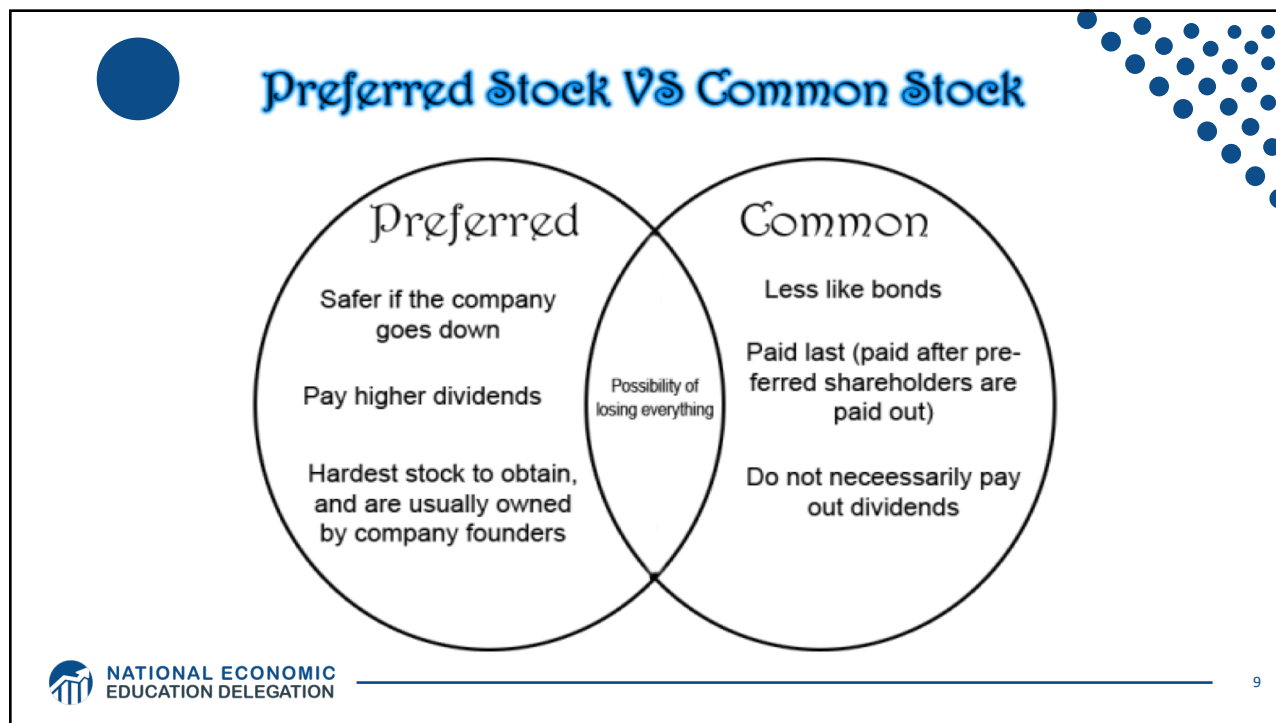 Preferred Stock VS Common Stock
Preferred
Safer if the company
goes down
Pay higher dividends
Hardest stock to obtain,
and are usually owned
by company founders
Possibility of
losing everything
Common
Less like bonds
Paid last (paid after pre-
ferred shareholders are
paid out)
Do not neceessarily pay
out dividends
NATIONAL ECONOMIC
EDUCATION DELEGATION
9